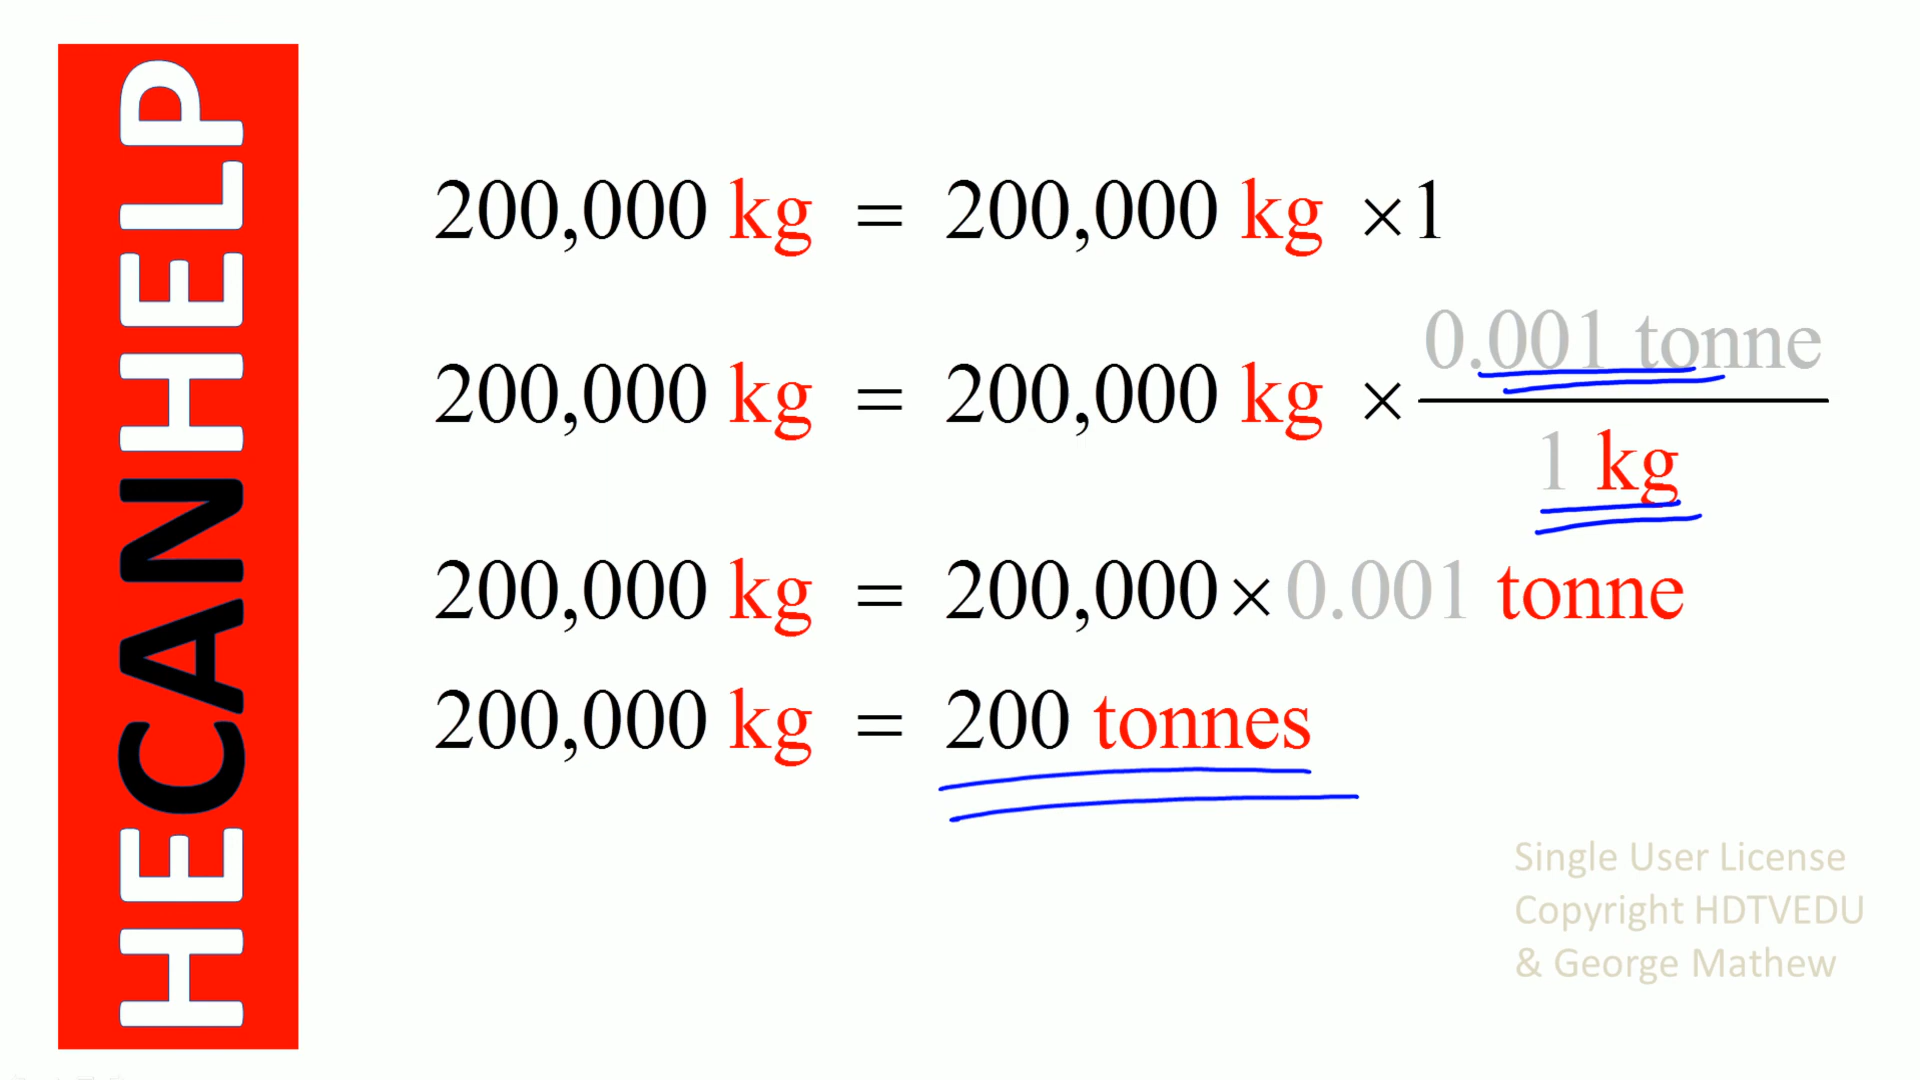 HECANHELP
200,000 kg = 200,000 kg ×1
200,000 kg = 200,000 kg × 0.001 tonne / 1 kg
200,000 kg = 200,000×0.001 tonne
200,000 kg = 200 tonnes
Single User License
Copyright HDTVEDU
& George Mathew